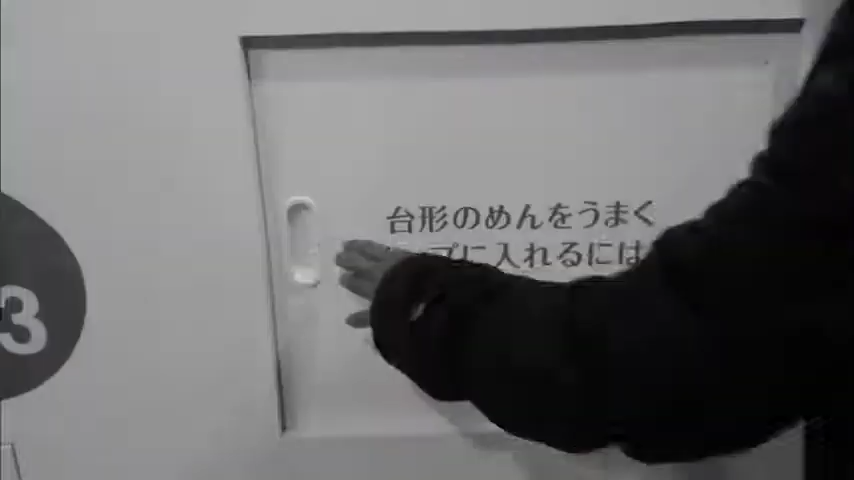 台形のめんをうまく
プに入れるには
3